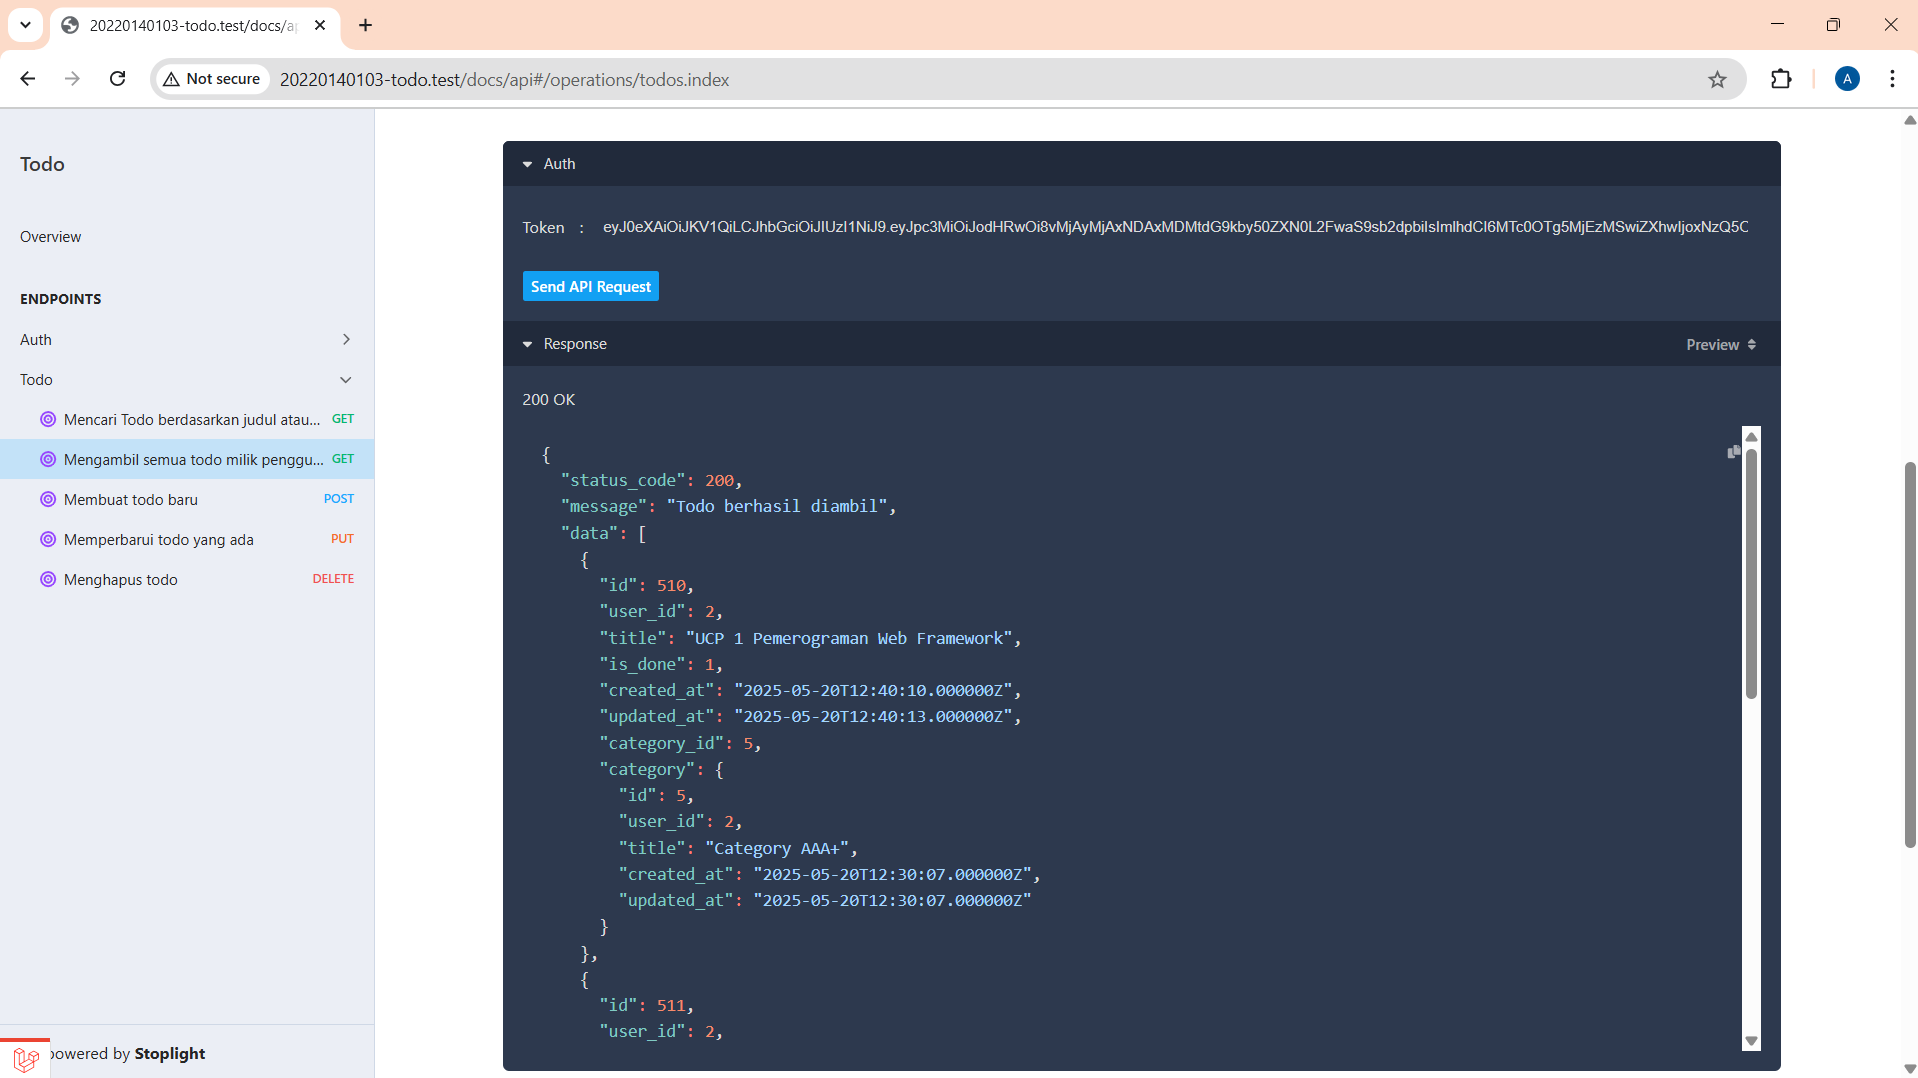 20220140103-todo.test/docs/ap
Not secure
20220140103-todo.test/docs/api#/operations/todos.index
A
Todo
Overview
ENDPOINTS
Auth
Todo
Mencari Todo berdasarkan judul atau... GET
Mengambil semua todo milik penggu... GET
Membuat todo baru POST
Memperbarui todo yang ada PUT
Menghapus todo DELETE
powered by Stoplight
Auth
Token : eyJ0eXAiOiJKV1QiLCJhbGciOiJIUzI1NiJ9.eyJpc3MiOiJodHRwOi8vMjAyMjAxNDAxMDMtdG9kby50ZXN0L2FwaS9sb2dpbiIsImlhdCI6MTc0OTg5MjEzMSwiZXhwIjoxNzQ5O
Send API Request
Response
Preview
200 OK
{
"status_code": 200,
"message": "Todo berhasil diambil",
"data": [
{
"id": 510,
"user_id": 2,
"title": "UCP 1 Pemerograman Web Framework",
"is_done": 1,
"created_at": "2025-05-20T12:40:10.000000Z",
"updated_at": "2025-05-20T12:40:13.000000Z",
"category_id": 5,
"category": {
"id": 5,
"user_id": 2,
"title": "Category AAA+",
"created_at": "2025-05-20T12:30:07.000000Z",
"updated_at": "2025-05-20T12:30:07.000000Z"
}
},
{
"id": 511,
"user_id": 2,